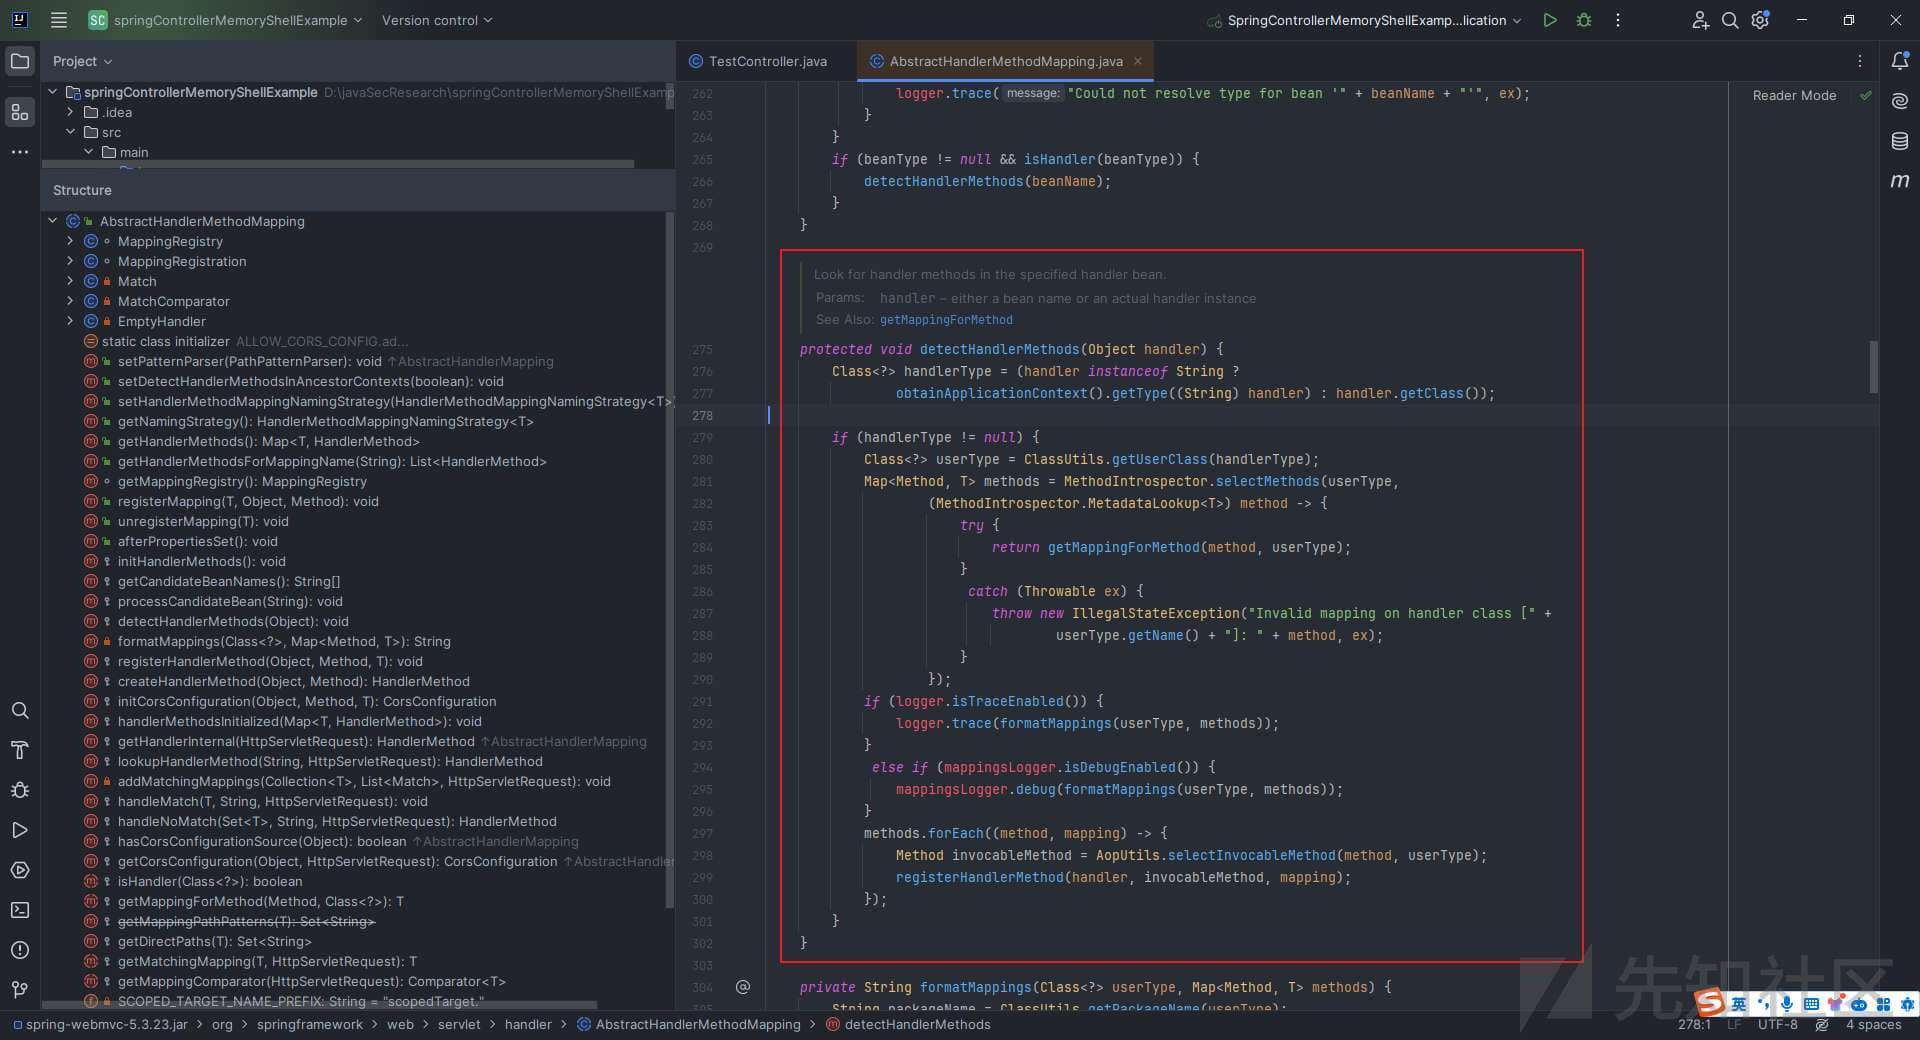 SC springControllerMemoryShellExample Version control SpringControllerMemoryShellExamp...lication
Project
springControllerMemoryShellExample D:\javaSecResearch\springControllerMemoryShellExamp
.idea
src
main
Structure
AbstractHandlerMethodMapping
MappingRegistry
MappingRegistration
Match
MatchComparator
EmptyHandler
static class initializer ALLOW_CORS_CONFIG.ad...
setPatternParser(PathPatternParser): void ↑AbstractHandlerMapping
setDetectHandlerMethodsInAncestorContexts(boolean): void
setHandlerMethodMappingNamingStrategy(HandlerMethodMappingNamingStrategy<T>)
getNamingStrategy(): HandlerMethodMappingNamingStrategy<T>
getHandlerMethods(): Map<T, HandlerMethod>
getHandlerMethodsForMappingName(String): List<HandlerMethod>
getMappingRegistry(): MappingRegistry
registerMapping(T, Object, Method): void
unregisterMapping(T): void
afterPropertiesSet(): void
initHandlerMethods(): void
getCandidateBeanNames(): String[]
processCandidateBean(String): void
detectHandlerMethods(Object): void
formatMappings(Class<?>, Map<Method, T>): String
registerHandlerMethod(Object, Method, T): void
createHandlerMethod(Object, Method): HandlerMethod
initCorsConfiguration(Object, Method, T): CorsConfiguration
handlerMethodsInitialized(Map<T, HandlerMethod>): void
getHandlerInternal(HttpServletRequest): HandlerMethod ↑AbstractHandlerMapping
lookupHandlerMethod(String, HttpServletRequest): HandlerMethod
addMatchingMappings(Collection<T>, List<Match>, HttpServletRequest): void
handleMatch(T, String, HttpServletRequest): void
handleNoMatch(Set<T>, String, HttpServletRequest): HandlerMethod
hasCorsConfigurationSource(Object): boolean ↑AbstractHandlerMapping
getCorsConfiguration(Object, HttpServletRequest): CorsConfiguration ↑AbstractHandler
isHandler(Class<?>): boolean
getMappingForMethod(Method, Class<?>): T
getMappingPathPatterns(T): Set<String>
getDirectPaths(T): Set<String>
getMatchingMapping(T, HttpServletRequest): T
getMappingComparator(HttpServletRequest): Comparator<T>
SCOPED_TARGET_NAME_PREFIX: String = "scopedTarget."
TestController.java AbstractHandlerMethodMapping.java
Reader Mode
262 logger.trace( message: "Could not resolve type for bean '" + beanName + "'", ex);
263 }
264 }
265 if (beanType != null && isHandler(beanType)) {
266 detectHandlerMethods(beanName);
267 }
268 }
269
Look for handler methods in the specified handler bean.
Params: handler – either a bean name or an actual handler instance
See Also: getMappingForMethod
275 protected void detectHandlerMethods(Object handler) {
276 Class<?> handlerType = (handler instanceof String ?
277 obtainApplicationContext().getType((String) handler) : handler.getClass());
278
279 if (handlerType != null) {
280 Class<?> userType = ClassUtils.getUserClass(handlerType);
281 Map<Method, T> methods = MethodIntrospector.selectMethods(userType,
282 (MethodIntrospector.MetadataLookup<T>) method -> {
283 try {
284 return getMappingForMethod(method, userType);
285 }
286 catch (Throwable ex) {
287 throw new IllegalStateException("Invalid mapping on handler class [" +
288 userType.getName() + "]: " + method, ex);
289 }
290 });
291 if (logger.isTraceEnabled()) {
292 logger.trace(formatMappings(userType, methods));
293 }
294 else if (mappingsLogger.isDebugEnabled()) {
295 mappingsLogger.debug(formatMappings(userType, methods));
296 }
297 methods.forEach((method, mapping) -> {
298 Method invocableMethod = AopUtils.selectInvocableMethod(method, userType);
299 registerHandlerMethod(handler, invocableMethod, mapping);
300 });
301 }
302 }
303
304 private String formatMappings(Class<?> userType, Map<Method, T> methods) {
305 String packageName = ClassUtils.getPackageName(userType);
先知社区
英
spring-webmvc-5.3.23.jar > org > springframework > web > servlet > handler > AbstractHandlerMethodMapping > detectHandlerMethods
278:1 LF UTF-8 4 spaces